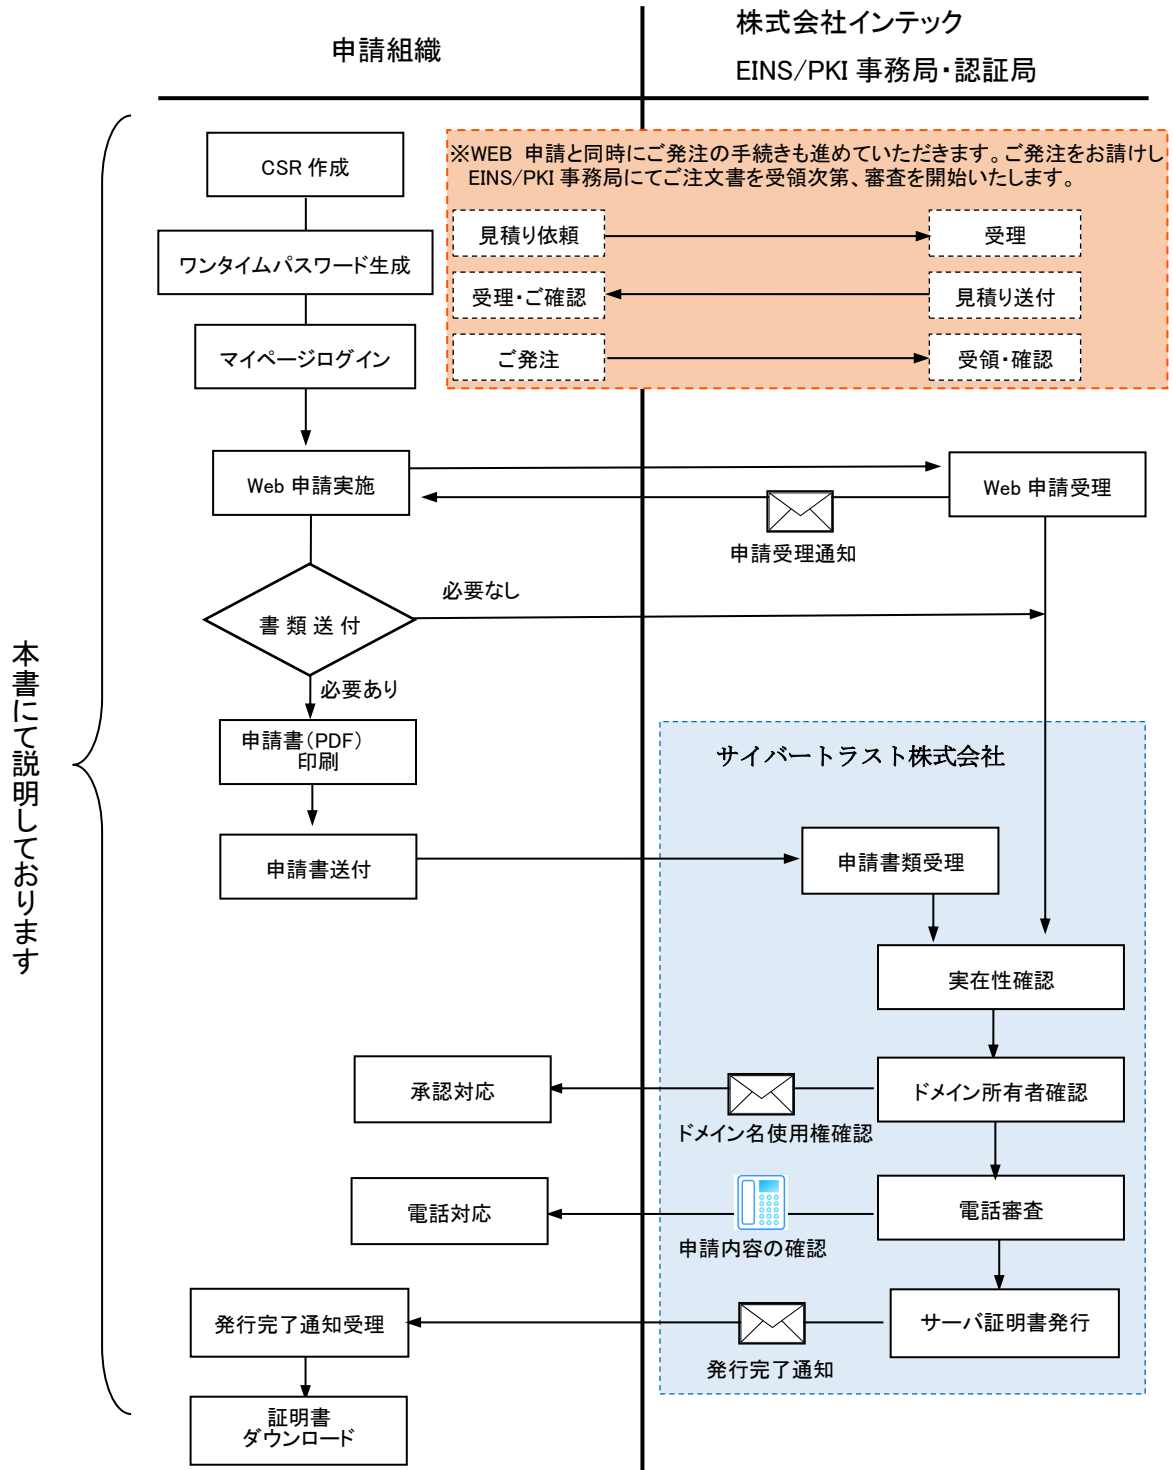 申請組織
株式会社インテック
EINS/PKI 事務局・認証局
※WEB 申請と同時にご発注の手続きも進めていただきます。ご発注をお請けし
EINS/PKI 事務局にてご注文書を受領次第、審査を開始いたします。
CSR 作成
見積り依頼
受理
ワンタイムパスワード生成
受理・ご確認
見積り送付
マイページログイン
ご発注
受領・確認
Web 申請実施
Web 申請受理
申請受理通知
必要なし
書 類 送 付
必要あり
本書にて説明しております
申請書(PDF)
印刷
サイバートラスト株式会社
申請書送付
申請書類受理
実在性確認
承認対応
ドメイン所有者確認
ドメイン名使用権確認
電話対応
電話審査
申請内容の確認
発行完了通知受理
サーバ証明書発行
発行完了通知
証明書
ダウンロード